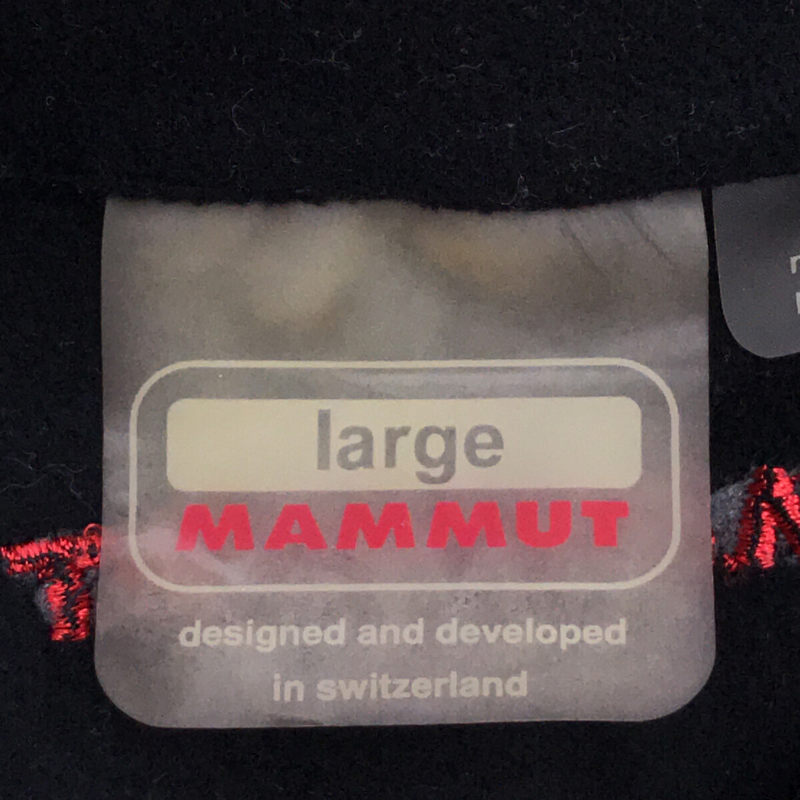 large
MAMMUT
designed and developed
in switzerland